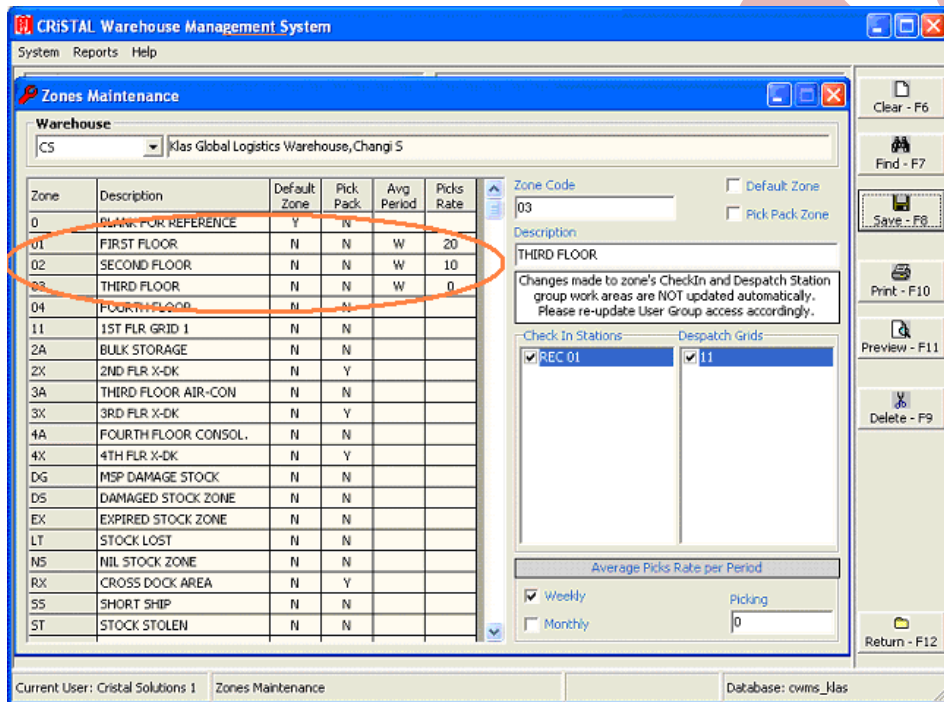 CRiSTAL Warehouse Management System
System Reports Help
Zones Maintenance
Warehouse
CS Klas Global Logistics Warehouse,Changi S
Zone Description Default Zone Pick Pack Avg Period Picks Rate
0 BLANK FOR REFERENCE Y N
01 FIRST FLOOR N N W 20
02 SECOND FLOOR N N W 10
03 THIRD FLOOR N N W 0
04 FOURTH FLOOR N N
11 1ST FLR GRID 1 N N
2A BULK STORAGE N N
2X 2ND FLR X-DK N Y
3A THIRD FLOOR AIR-CON N N
3X 3RD FLR X-DK N Y
4A FOURTH FLOOR CONSOL. N N
4X 4TH FLR X-DK N Y
DG MSP DAMAGE STOCK N N
DS DAMAGED STOCK ZONE N N
EX EXPIRED STOCK ZONE N N
LT STOCK LOST N N
NS NIL STOCK ZONE N N
RX CROSS DOCK AREA N Y
SS SHORT SHIP N N
ST STOCK STOLEN N N
Zone Code
Default Zone
03
Pick Pack Zone
Description
THIRD FLOOR
Changes made to zone's CheckIn and Despatch Station
group work areas are NOT updated automatically.
Please re-update User Group access accordingly.
Check In Stations Despatch Grids
REC 01 11
Average Picks Rate per Period
Weekly Picking
Monthly 0
Clear - F6
Find - F7
Save - F8
Print - F10
Preview - F11
Delete - F9
Return - F12
Current User: Cristal Solutions 1 Zones Maintenance Database: cwms_klas